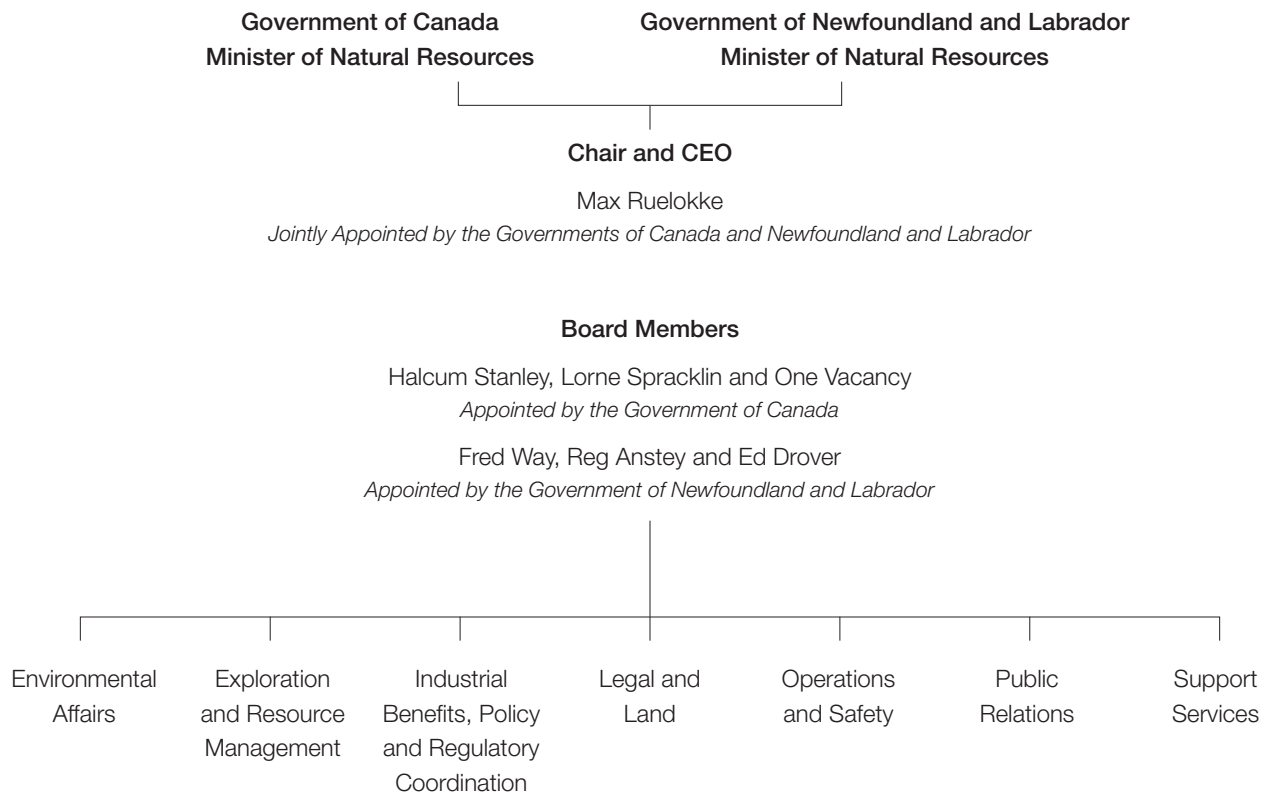 Government of Canada
Minister of Natural Resources
Government of Newfoundland and Labrador
Minister of Natural Resources
Chair and CEO
Max Ruelokke
Jointly Appointed by the Governments of Canada and Newfoundland and Labrador
Board Members
Halcum Stanley, Lorne Spracklin and One Vacancy
Appointed by the Government of Canada
Fred Way, Reg Anstey and Ed Drover
Appointed by the Government of Newfoundland and Labrador
Environmental
Affairs
Exploration
and Resource
Management
Industrial
Benefits, Policy
and Regulatory
Coordination
Legal and
Land
Operations
and Safety
Public
Relations
Support
Services